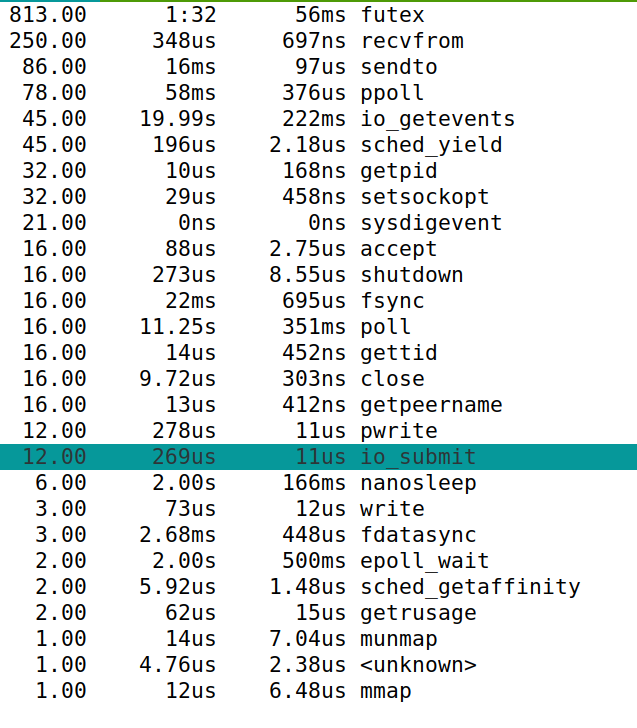 813.00 1:32 56ms futex
250.00 348us 697ns recvfrom
86.00 16ms 97us sendto
78.00 58ms 376us ppoll
45.00 19.99s 222ms io_getevents
45.00 196us 2.18us sched_yield
32.00 10us 168ns getpid
32.00 29us 458ns setsockopt
21.00 0ns 0ns sysdigevent
16.00 88us 2.75us accept
16.00 273us 8.55us shutdown
16.00 22ms 695us fsync
16.00 11.25s 351ms poll
16.00 14us 452ns gettid
16.00 9.72us 303ns close
16.00 13us 412ns getpeername
12.00 278us 11us pwrite
12.00 269us 11us io_submit
6.00 2.00s 166ms nanosleep
3.00 73us 12us write
3.00 2.68ms 448us fdatasync
2.00 2.00s 500ms epoll_wait
2.00 5.92us 1.48us sched_getaffinity
2.00 62us 15us getrusage
1.00 14us 7.04us munmap
1.00 4.76us 2.38us <unknown>
1.00 12us 6.48us mmap